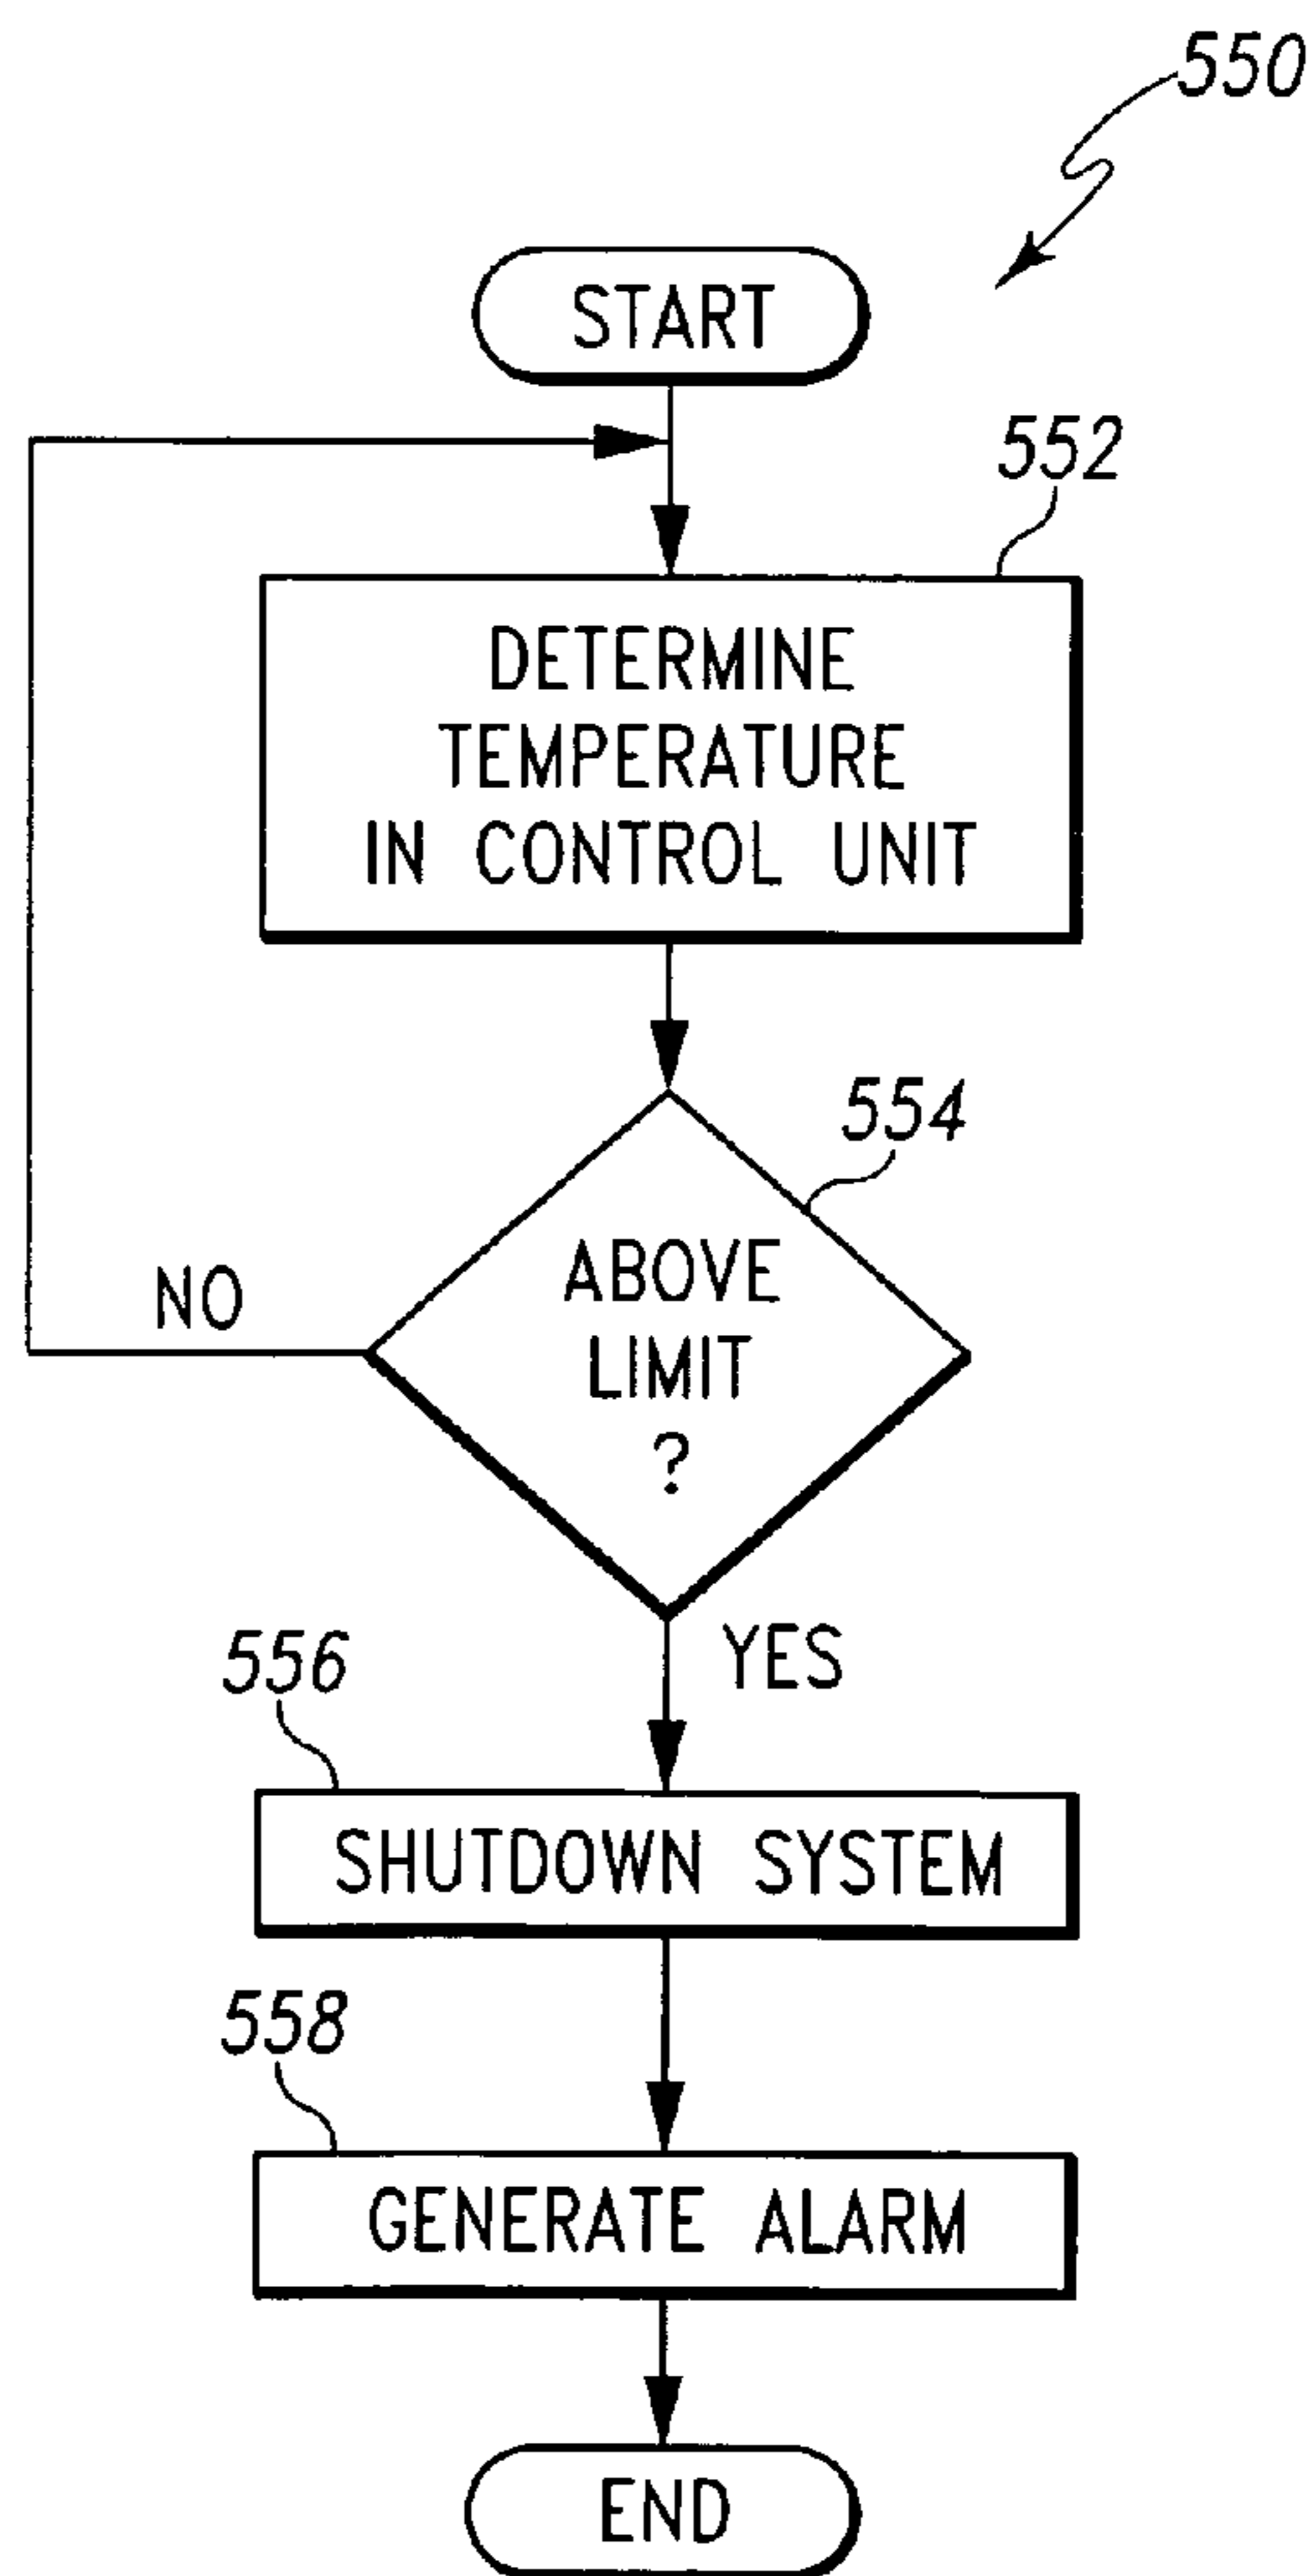 550
START
552
DETERMINE
TEMPERATURE
IN CONTROL UNIT
554
ABOVE
LIMIT
?
NO
YES
556
SHUTDOWN SYSTEM
558
GENERATE ALARM
END